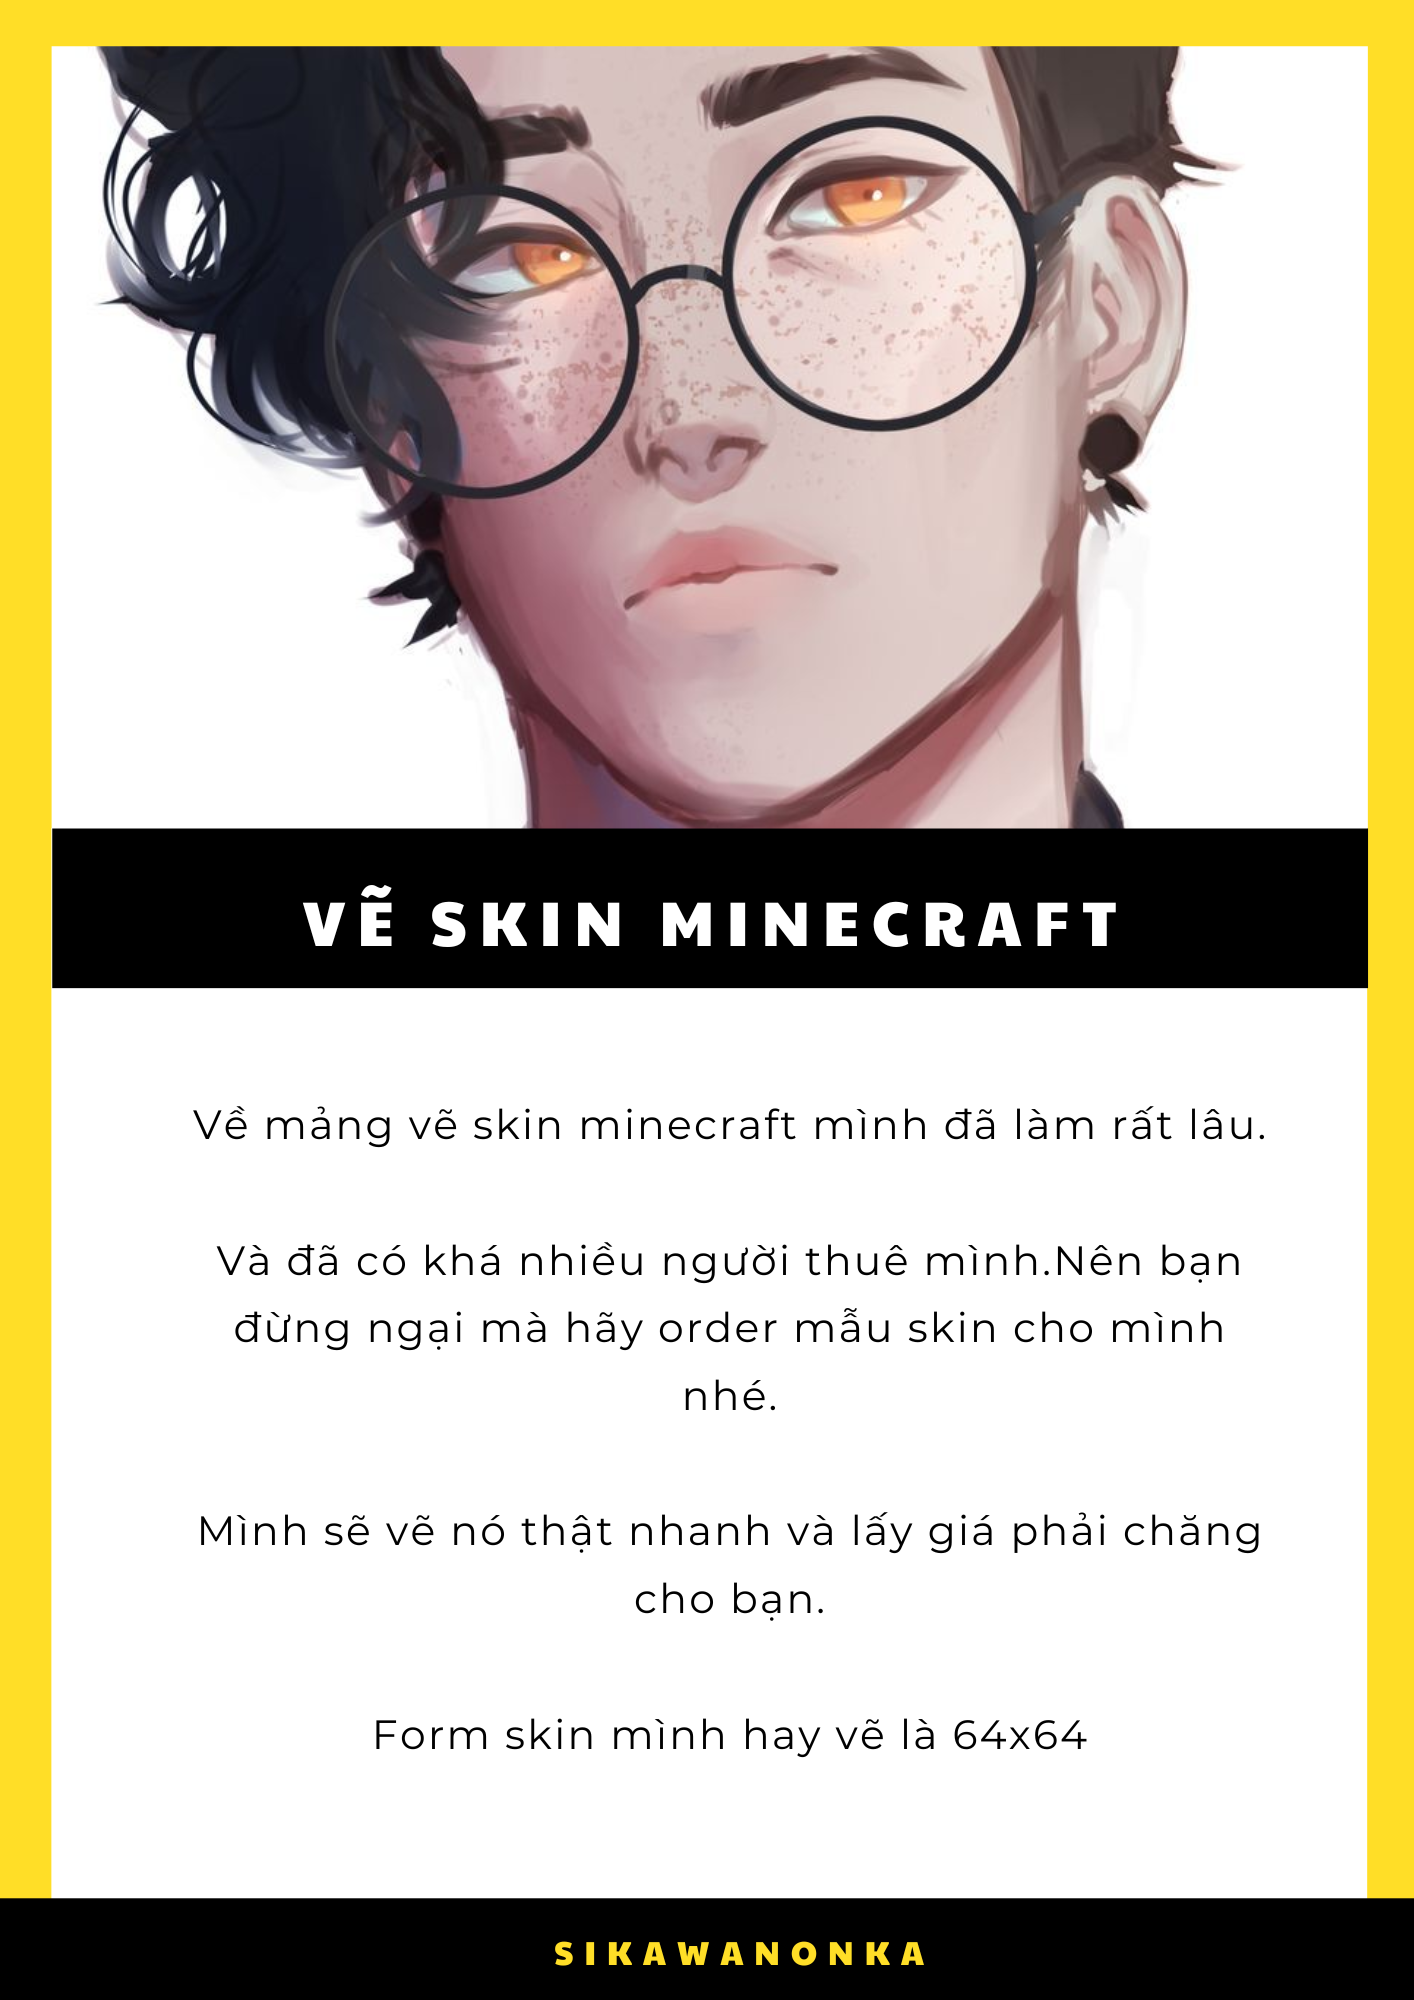 VẼ SKIN MINECRAFT
Về mảng vẽ skin minecraft mình đã làm rất lâu.
Và đã có khá nhiều người thuê mình.Nên bạn
đừng ngại mà hãy order mẫu skin cho mình
nhé.
Mình sẽ vẽ nó thật nhanh và lấy giá phải chăng
cho bạn.
Form skin mình hay vẽ là 64x64
SIKAWANONKA